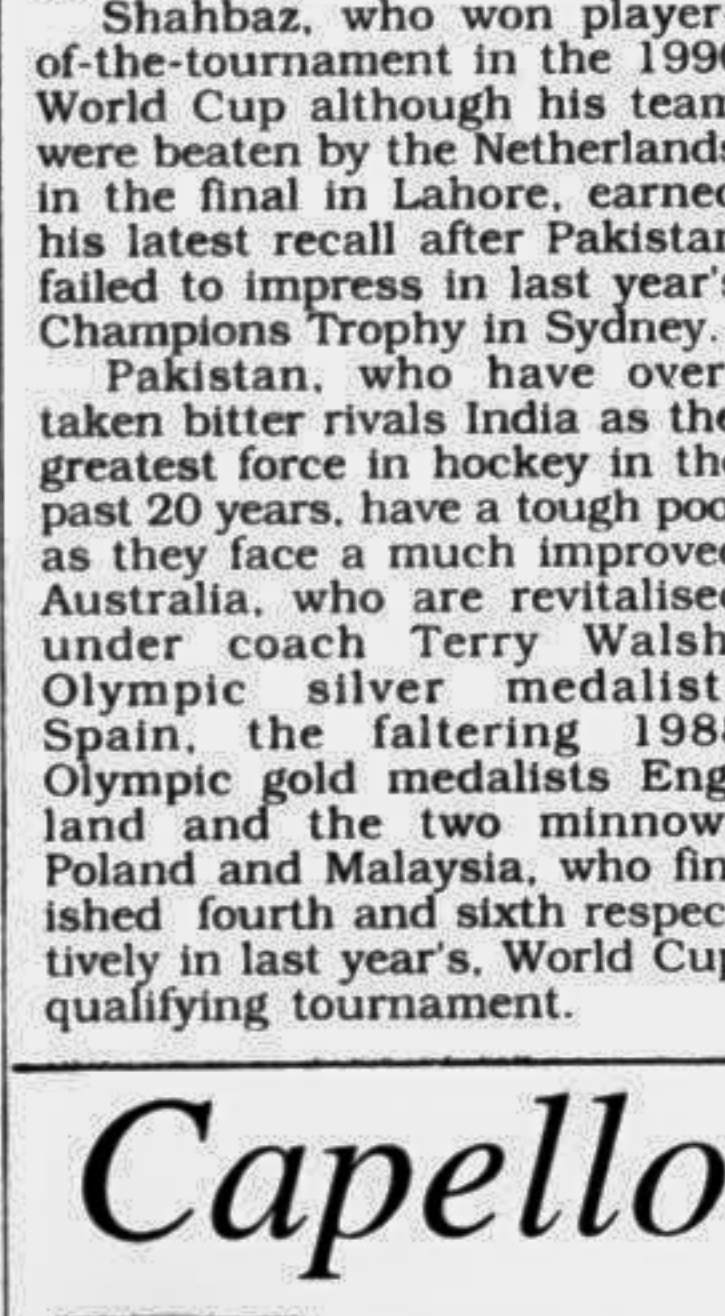 Shahbaz, who won player
of-the-tournament in the 1990
World Cup although his team
were beaten by the Netherlands
in the final in Lahore, earned
his latest recall after Pakistan
failed to impress in last year's
Champions Trophy in Sydney.
Pakistan, who have over
taken bitter rivals India as the
greatest force in hockey in the
past 20 years, have a tough poo
as they face a much improved
Australia, who are revitalised
under coach Terry Walsh
Olympic silver medalist
Spain, the faltering 198
Olympic gold medalists Eng
land and the two minnow
Poland and Malaysia, who fin
ished fourth and sixth respec
tively in last year's, World Cup
qualifying tournament.
Capello